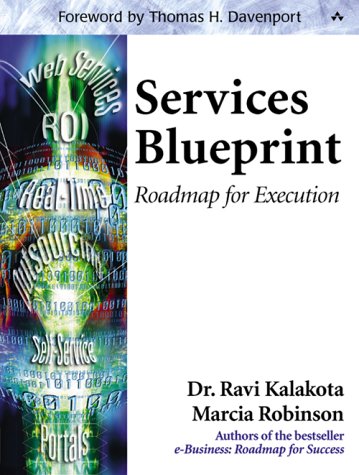 Foreword by Thomas H. Davenport
Web Services
ROI
Real-Time
Outsourcing
Self-Service
Portals
Services
Blueprint
Roadmap for Execution
Dr. Ravi Kalakota
Marcia Robinson
Authors of the bestseller
e-Business: Roadmap for Success